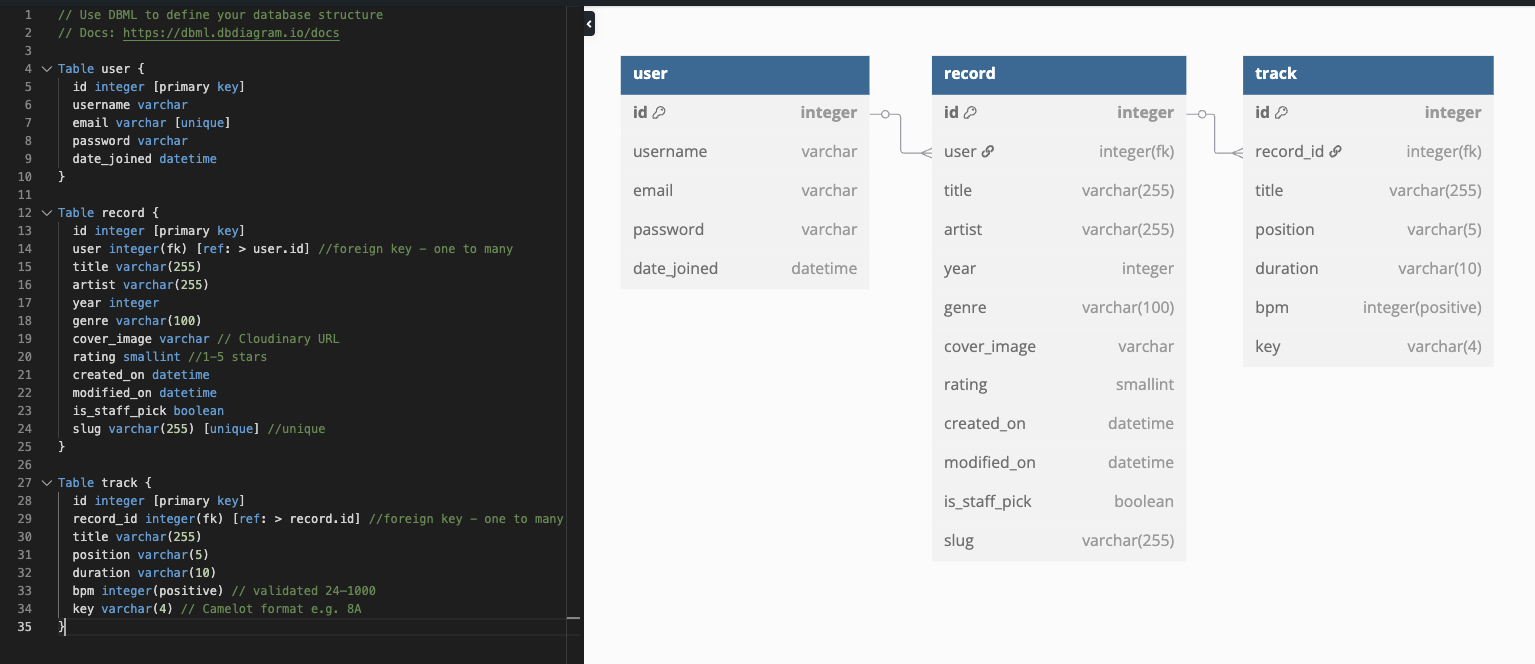 1 // Use DBML to define your database structure
2 // Docs: https://dbml.dbdiagram.io/docs
3
4 Table user {
5 id integer [primary key]
6 username varchar
7 email varchar [unique]
8 password varchar
9 date_joined datetime
10 }
11
12 Table record {
13 id integer [primary key]
14 user integer(fk) [ref: > user.id] //foreign key – one to many
15 title varchar(255)
16 artist varchar(255)
17 year integer
18 genre varchar(100)
19 cover_image varchar // Cloudinary URL
20 rating smallint //1–5 stars
21 created_on datetime
22 modified_on datetime
23 is_staff_pick boolean
24 slug varchar(255) [unique] //unique
25 }
26
27 Table track {
28 id integer [primary key]
29 record_id integer(fk) [ref: > record.id] //foreign key – one to many
30 title varchar(255)
31 position varchar(5)
32 duration varchar(10)
33 bpm integer(positive) // validated 24–1000
34 key varchar(4) // Camelot format e.g. 8A
35 }
user
id integer
username varchar
email varchar
password varchar
date_joined datetime
record
id integer
user integer(fk)
title varchar(255)
artist varchar(255)
year integer
genre varchar(100)
cover_image varchar
rating smallint
created_on datetime
modified_on datetime
is_staff_pick boolean
slug varchar(255)
track
id integer
record_id integer(fk)
title varchar(255)
position varchar(5)
duration varchar(10)
bpm integer(positive)
key varchar(4)